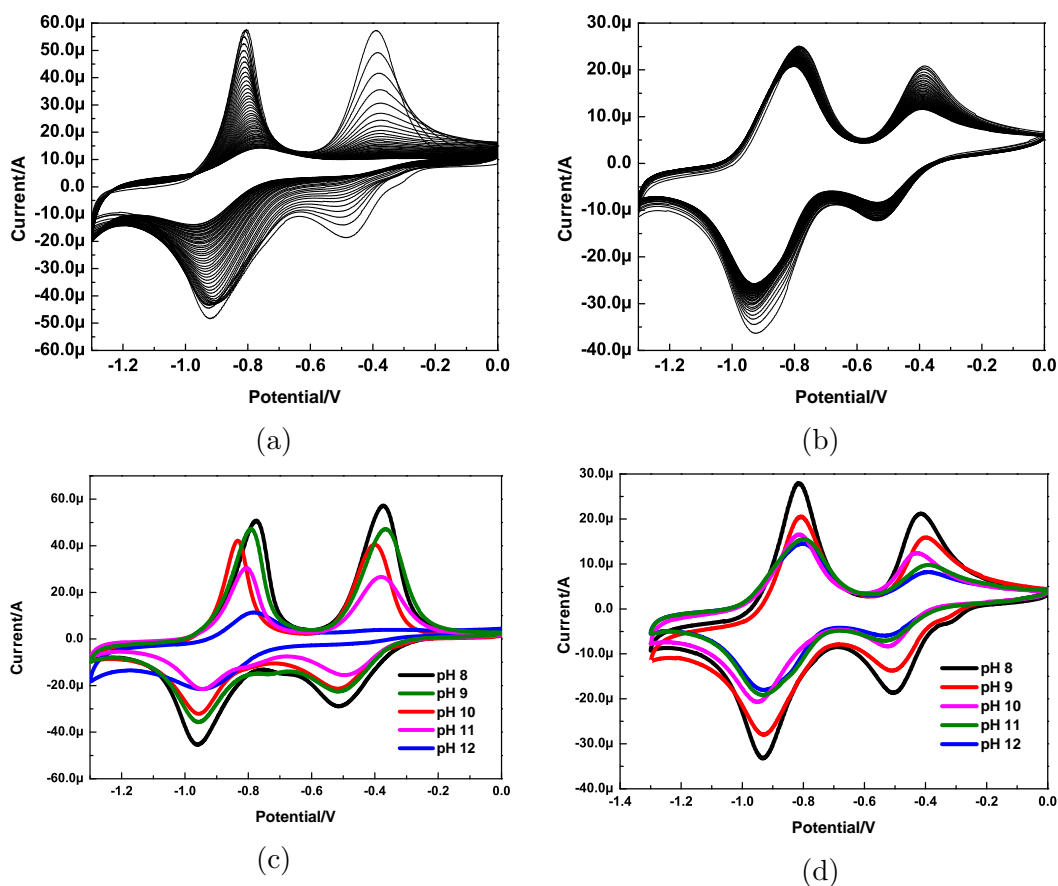 (a)
60.0µ
50.0µ
40.0µ
30.0µ
20.0µ
10.0µ
0.0
-10.0µ
-20.0µ
-30.0µ
-40.0µ
-50.0µ
-60.0µ
Current/A
-1.2 -1.0 -0.8 -0.6 -0.4 -0.2 0.0
Potential/V
(b)
30.0µ
20.0µ
10.0µ
0.0
-10.0µ
-20.0µ
-30.0µ
-40.0µ
Current/A
-1.2 -1.0 -0.8 -0.6 -0.4 -0.2 0.0
Potential/V
60.0µ
40.0µ
20.0µ
0.0
-20.0µ
-40.0µ
-60.0µ
Current/A
pH 8
pH 9
pH 10
pH 11
pH 12
-1.2 -1.0 -0.8 -0.6 -0.4 -0.2 0.0
Potential/V
(c)
30.0µ
20.0µ
10.0µ
0.0
-10.0µ
-20.0µ
-30.0µ
-40.0µ
Current/A
pH 8
pH 9
pH 10
pH 11
pH 12
-1.4 -1.2 -1.0 -0.8 -0.6 -0.4 -0.2 0.0
Potential/V
(d)